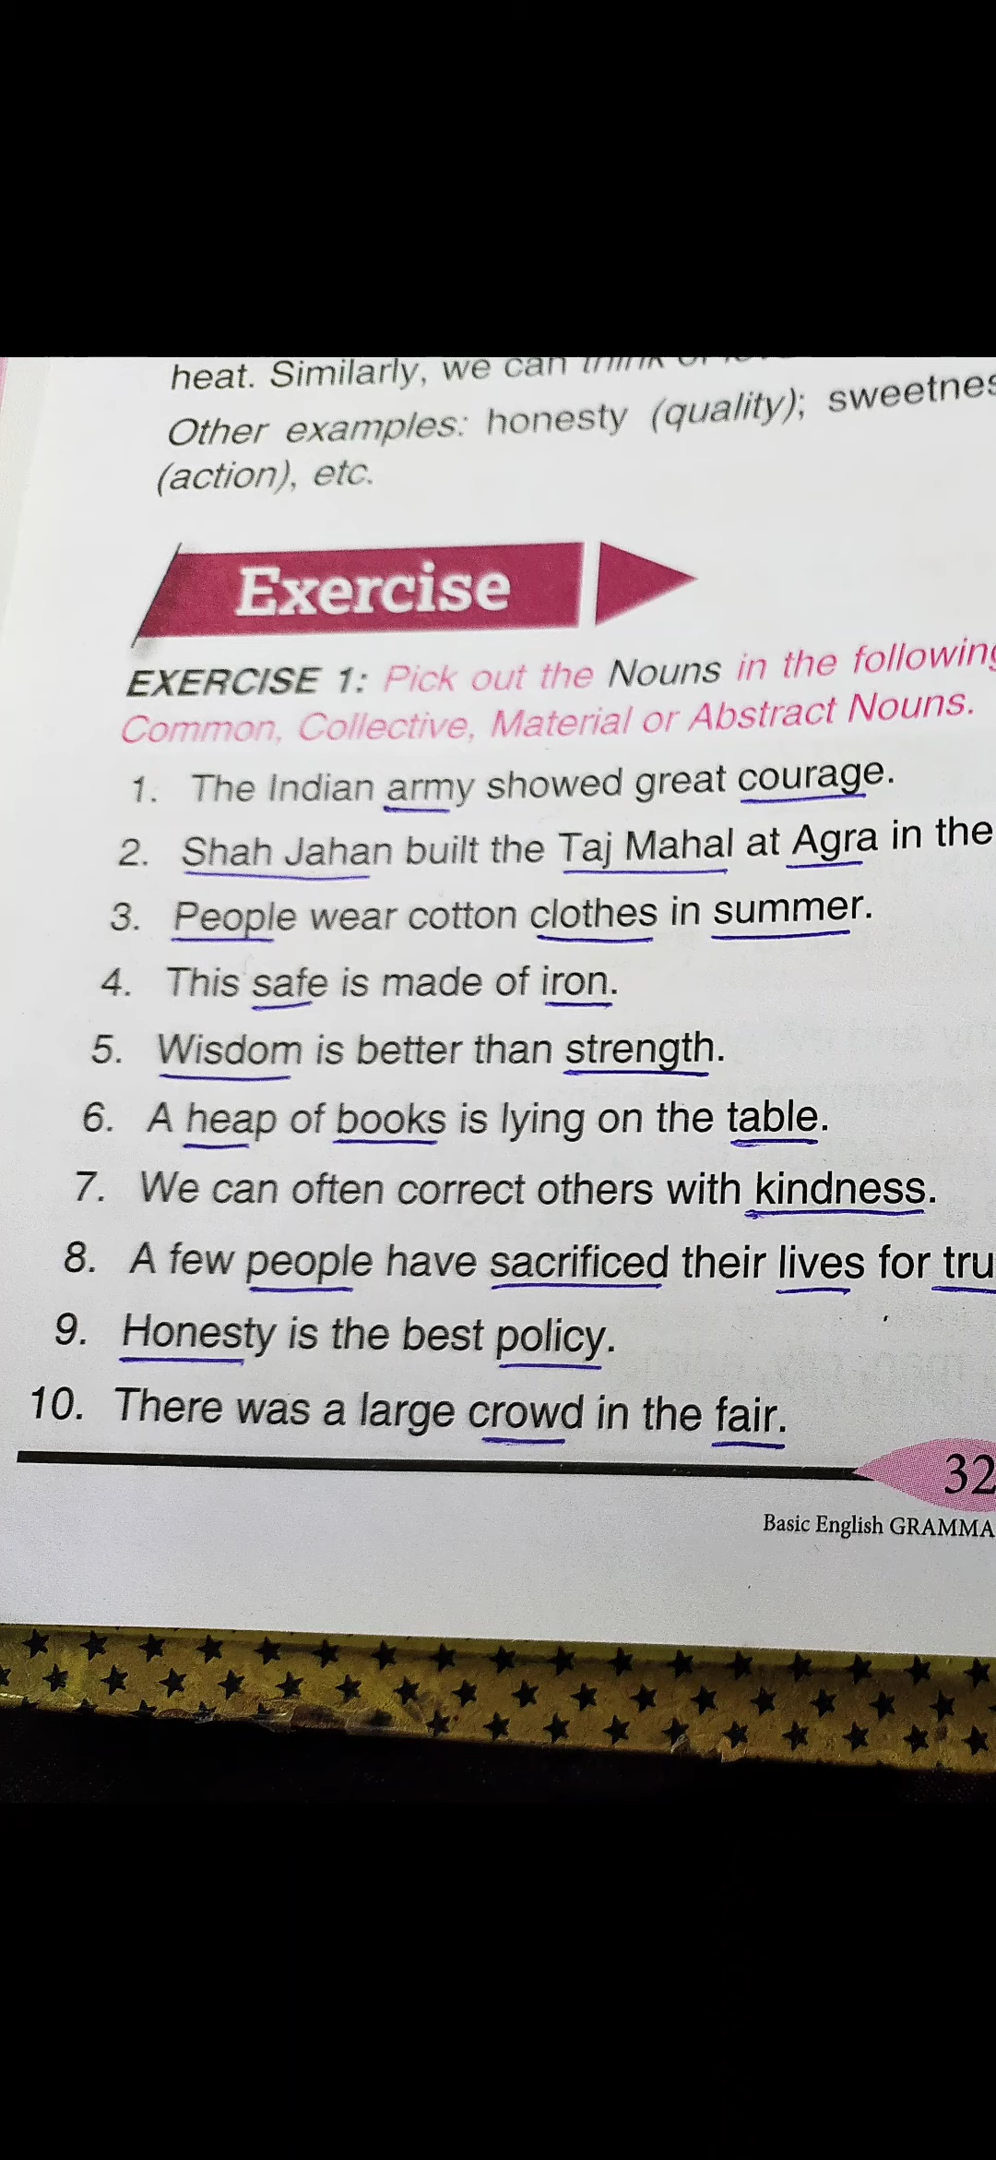 heat. Similarly, we can think of
Other examples: honesty (quality);
(action), etc.
Exercise
EXERCISE 1: Pick out the Nouns in the following
Common, Collective, Material or Abstract Nouns.
1. The Indian army showed great courage.
2. Shah Jahan built the Taj Mahal at Agra in the
3. People wear cotton clothes in summer.
4. This safe is made of iron.
5. Wisdom is better than strength.
6. A heap of books is lying on the table.
7. We can often correct others with kindness.
8. A few people have sacrificed their lives for
9. Honesty is the best policy.
10. There was a large crowd in the fair.
32
Basic English